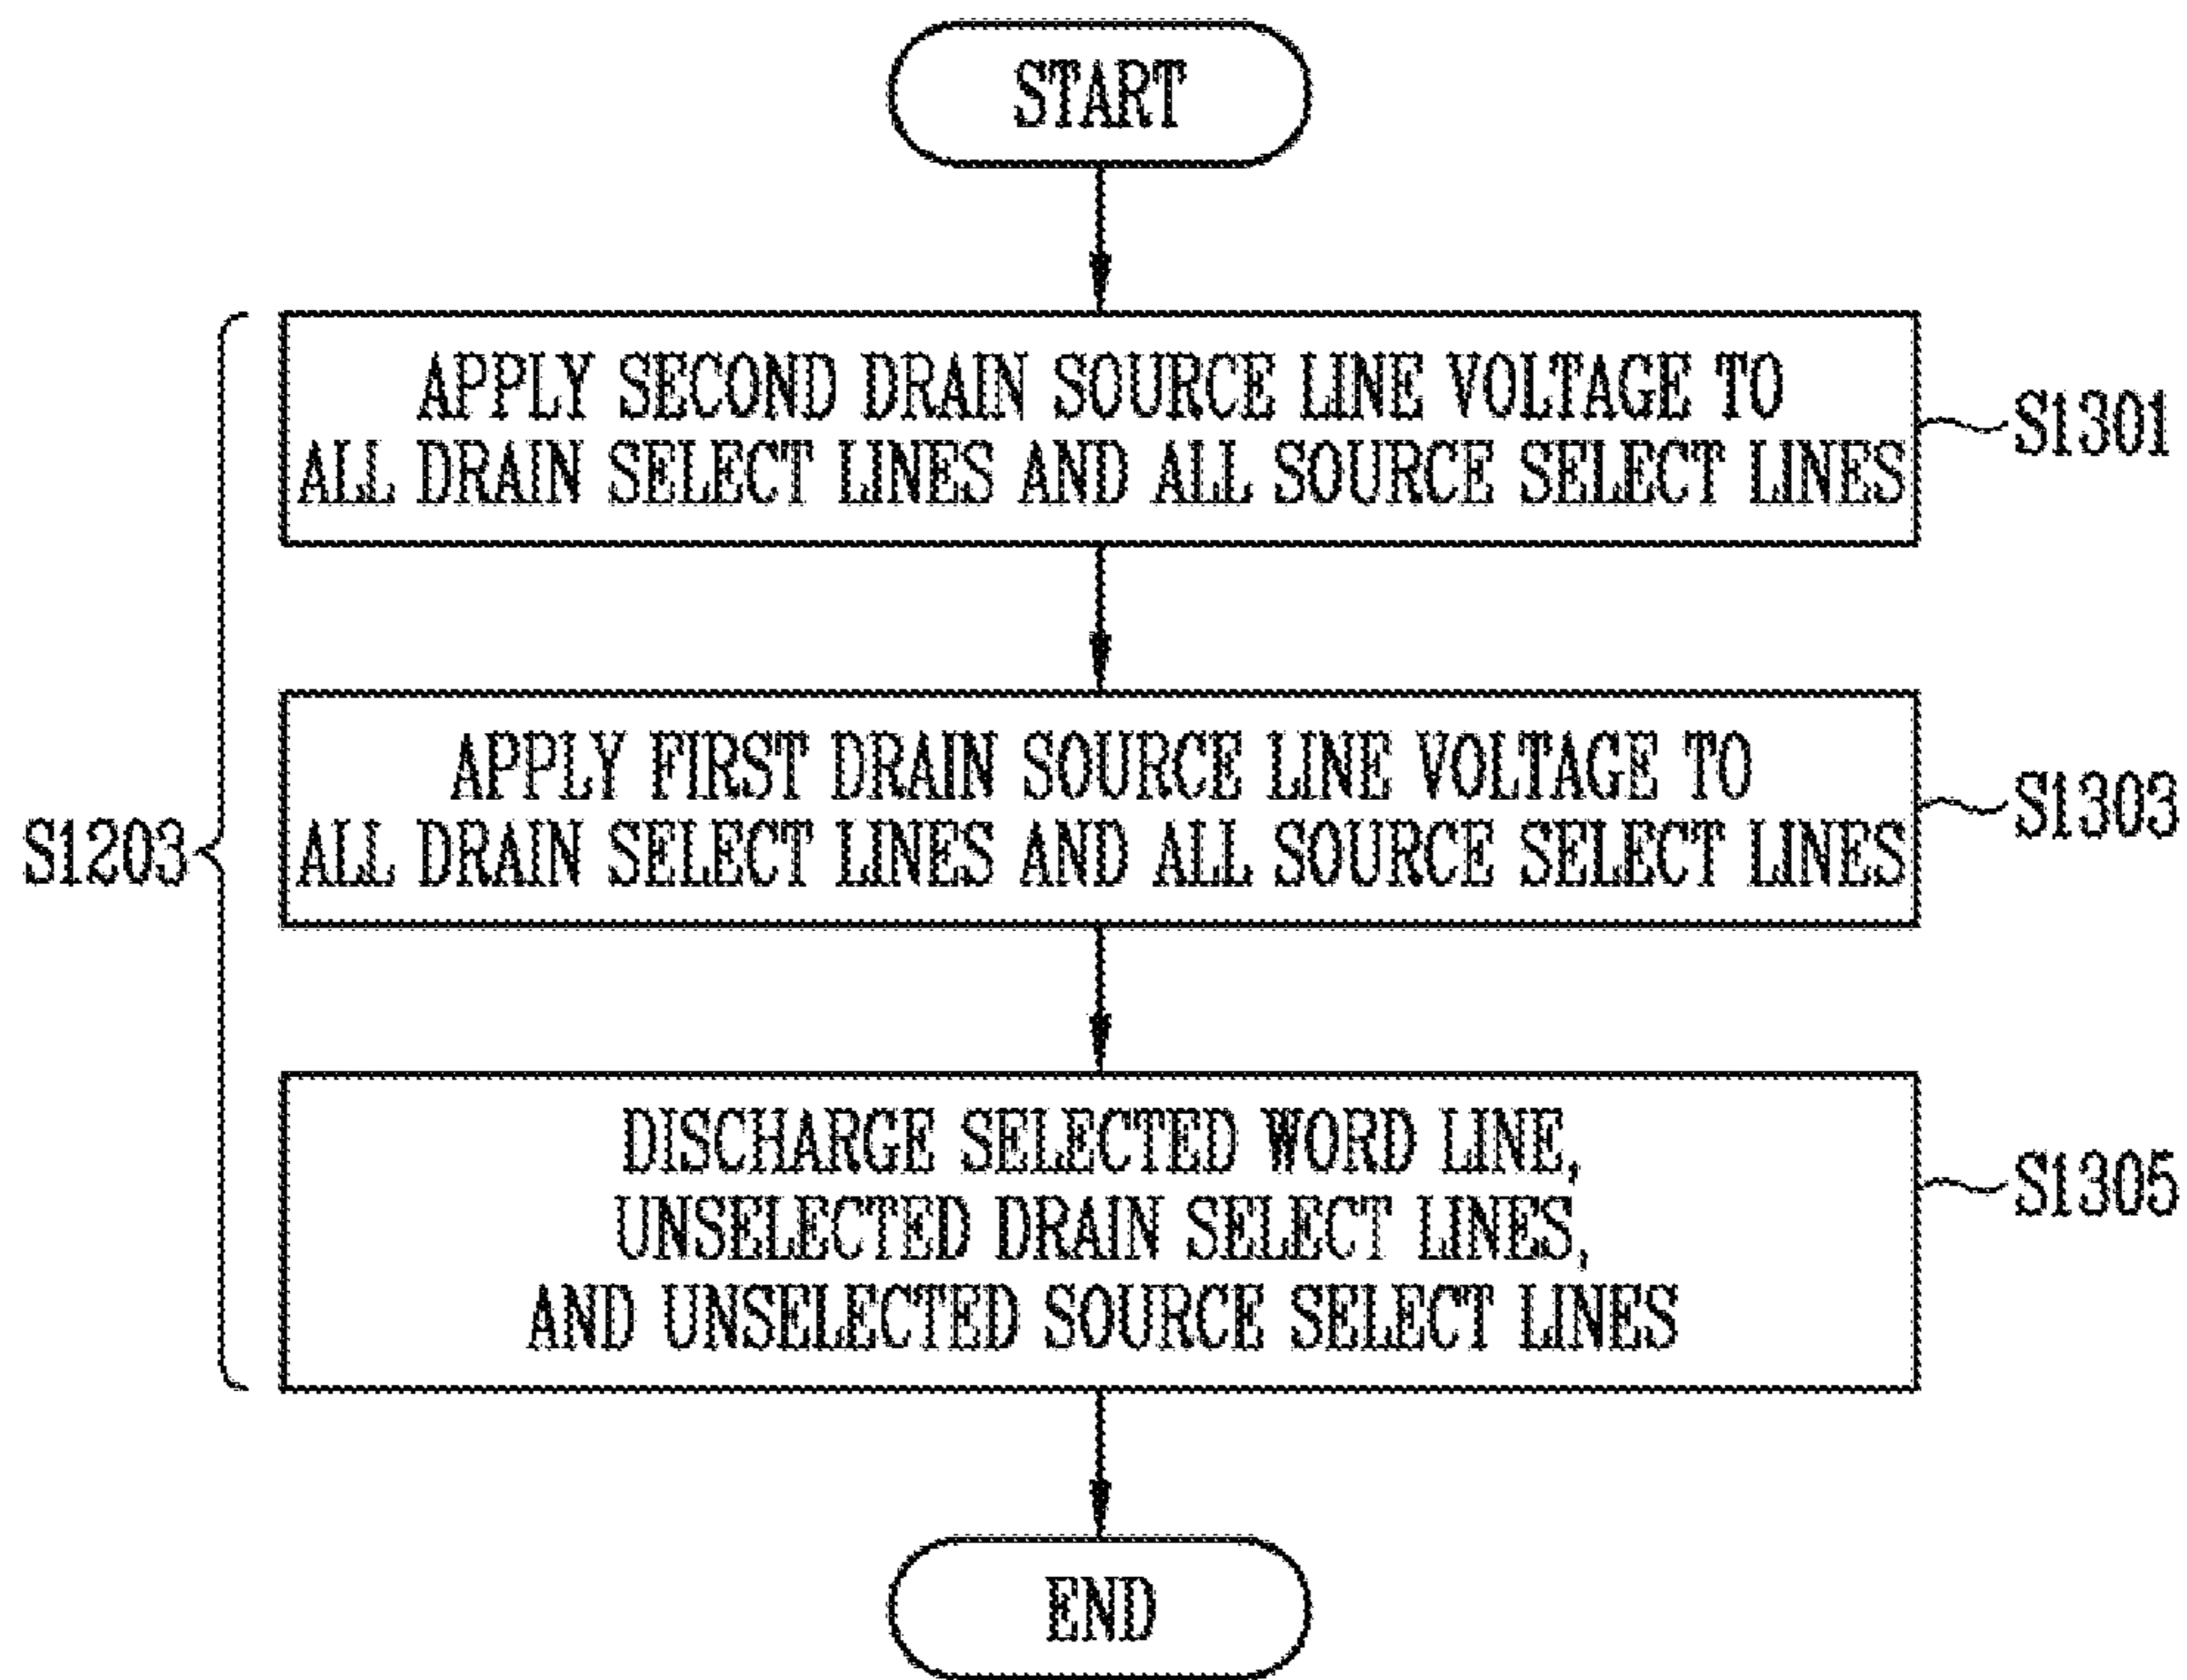 START
APPLY SECOND DRAIN SOURCE LINE VOLTAGE TO
ALL DRAIN SELECT LINES AND ALL SOURCE SELECT LINES
S1301
APPLY FIRST DRAIN SOURCE LINE VOLTAGE TO
ALL DRAIN SELECT LINES AND ALL SOURCE SELECT LINES
S1303
S1203
DISCHARGE SELECTED WORD LINE,
UNSELECTED DRAIN SELECT LINES,
AND UNSELECTED SOURCE SELECT LINES
S1305
END